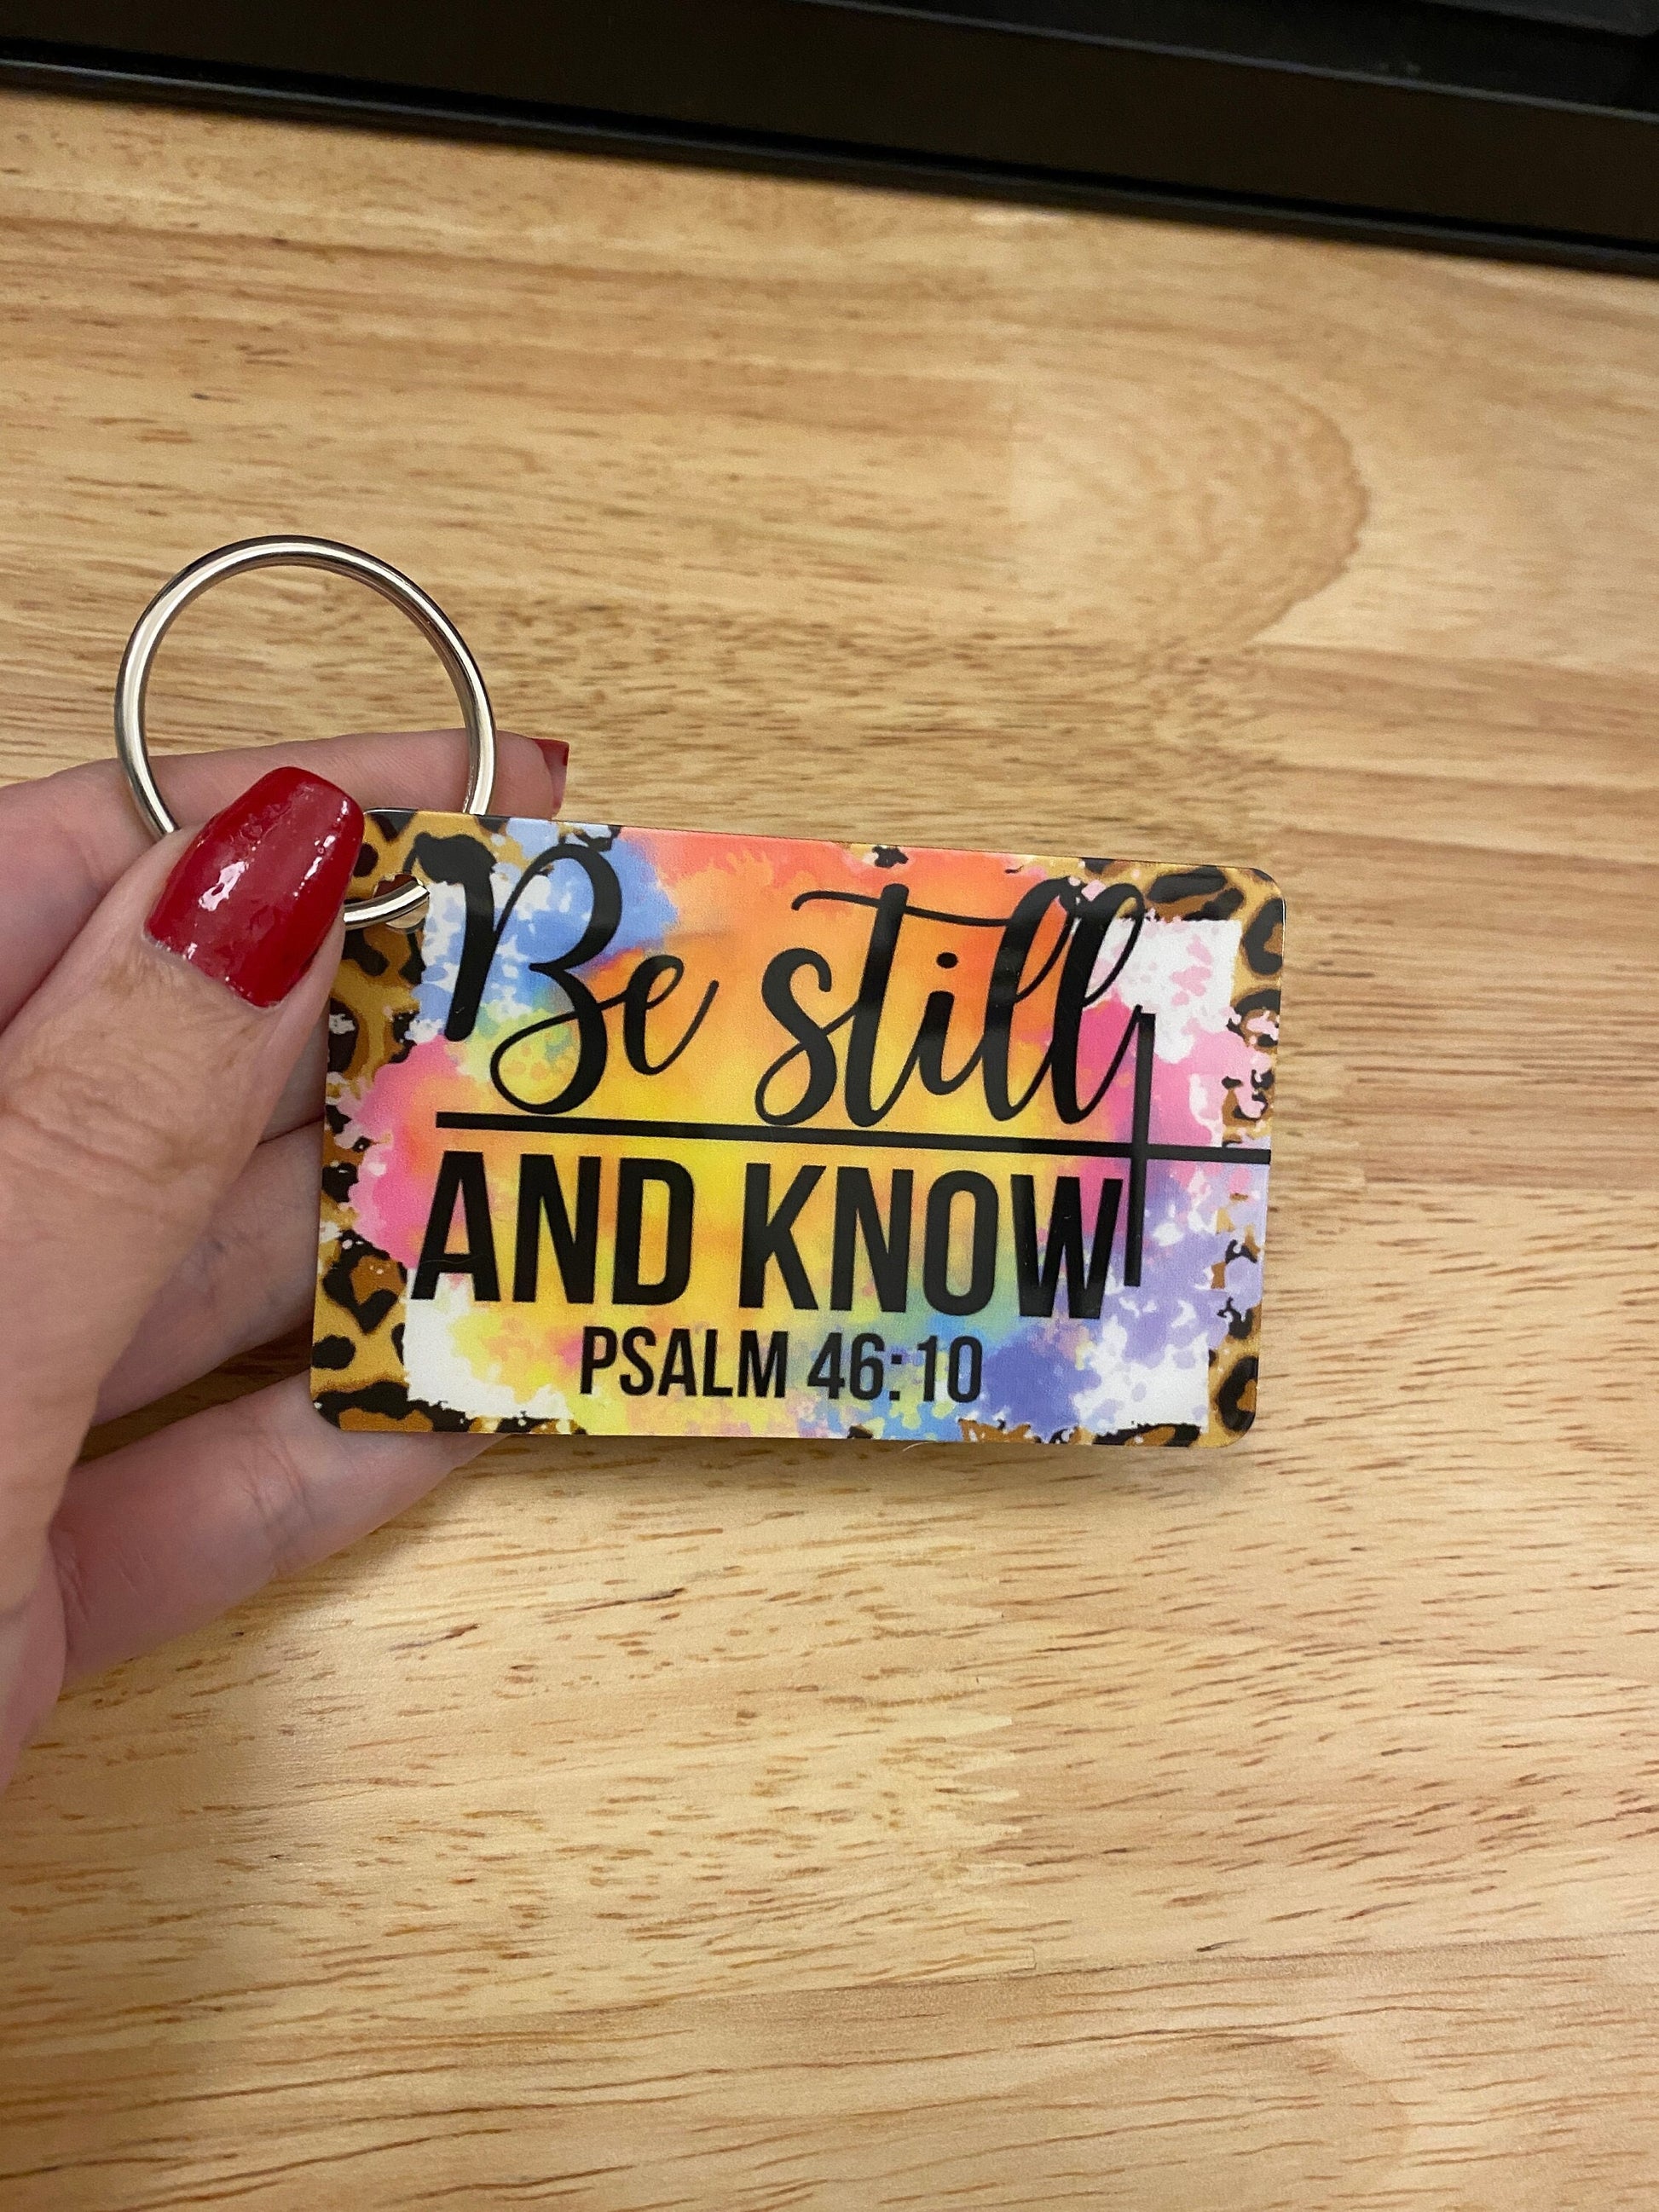 Be still
AND KNOW
PSALM 46:10